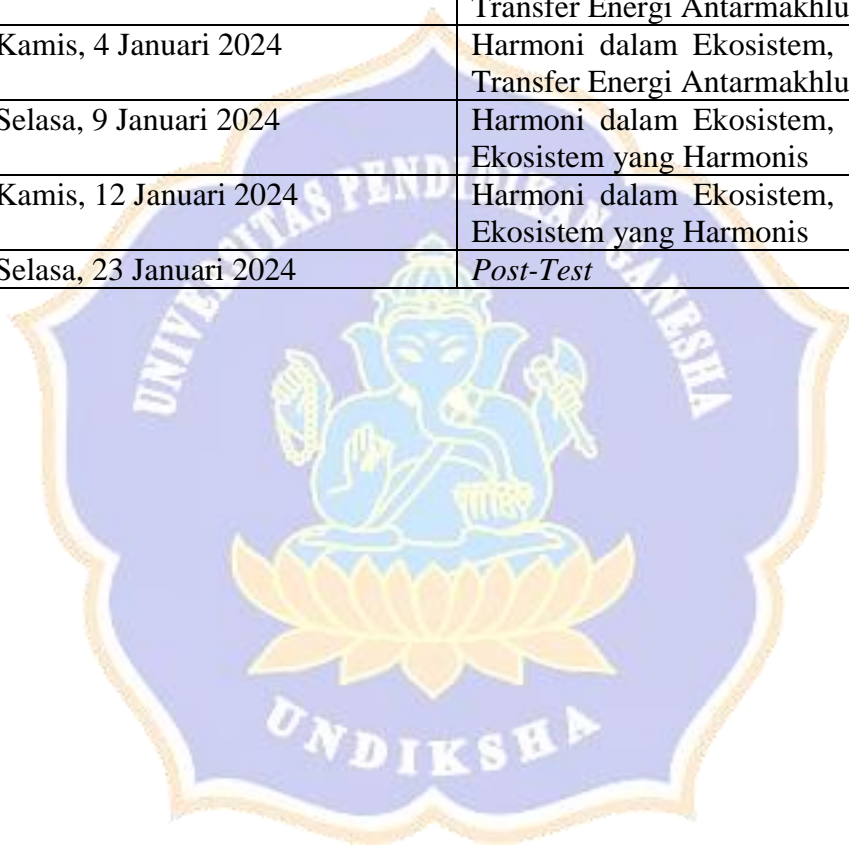 Transfer Energi Antarmakhlu
Kamis, 4 Januari 2024
Harmoni dalam Ekosistem,
Transfer Energi Antarmakhlu
Selasa, 9 Januari 2024
Harmoni dalam Ekosistem,
Ekosistem yang Harmonis
Kamis, 12 Januari 2024
Harmoni dalam Ekosistem,
Ekosistem yang Harmonis
Selasa, 23 Januari 2024
Post-Test
UNIVERSITAS PENDIDIKAN GANESHA
UNDIKSHA